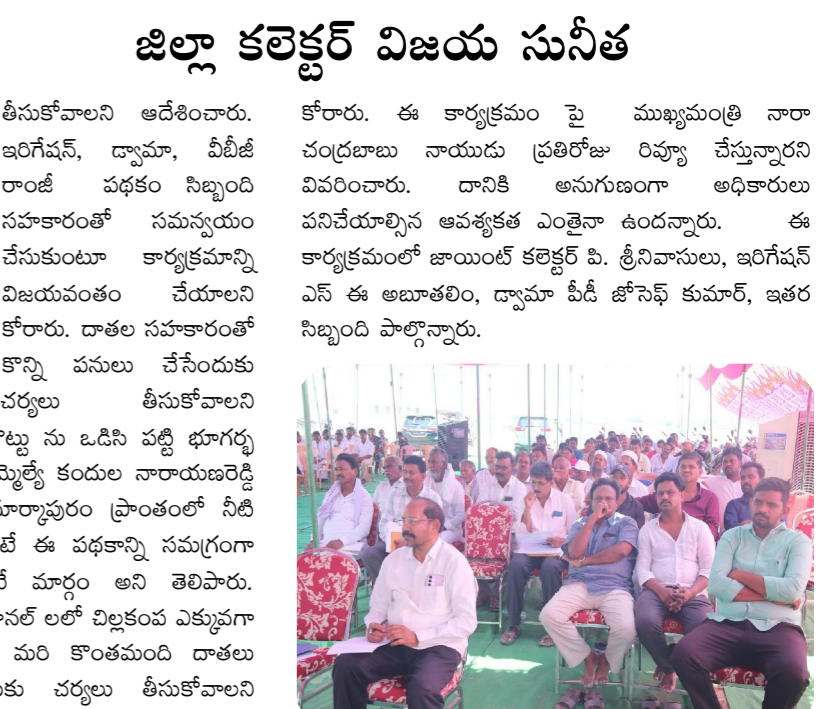 జిల్లా కలెక్టర్ విజయ సునీత
తీసుకోవాలని ఆదేశించారు.
ఇరిగేషన్, డ్వామా, వీబీజీ
రాంజీ పథకం సిబ్బంది
సహకారంతో సమన్వయం
చేసుకుంటూ కార్యక్రమాన్ని
విజయవంతం చేయాలని
కోరారు. దాతల సహకారంతో
కొన్ని పనులు చేసేందుకు
చర్యలు తీసుకోవాలని
ను ఒడిసి పట్టి భూగర్భ
కందుల నారాయణరెడ్డి
ప్రాంతంలో నీటి
ఈ పథకాన్ని సమగ్రంగా
మార్గం అని తెలిపారు.
లలో చిల్లకంప ఎక్కువగా
మరి కొంతమంది దాతలు
చర్యలు తీసుకోవాలని
కోరారు. ఈ కార్యక్రమం పై ముఖ్యమంత్రి నారా
చంద్రబాబు నాయుడు ప్రతిరోజు రివ్యూ చేస్తున్నారని
వివరించారు. దానికి అనుగుణంగా అధికారులు
పనిచేయాల్సిన ఆవశ్యకత ఎంతైనా ఉందన్నారు. ఈ
కార్యక్రమంలో జాయింట్ కలెక్టర్ పి. శ్రీనివాసులు, ఇరిగేషన్
ఎస్ ఈ అబూతలిం, డ్వామా పీడీ జోసెఫ్ కుమార్, ఇతర
సిబ్బంది పాల్గొన్నారు.